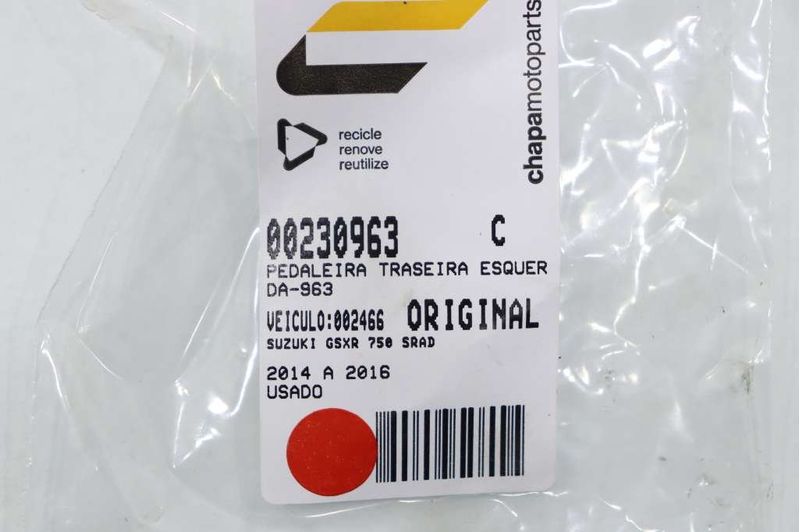 chapamotoparts
recicle
renove
reutilize
00230963 C
PEDALEIRA TRASEIRA ESQUER
DA-963
VEICULO:002466 ORIGINAL
SUZUKI GSXR 750 SRAD
2014 A 2016
USADO